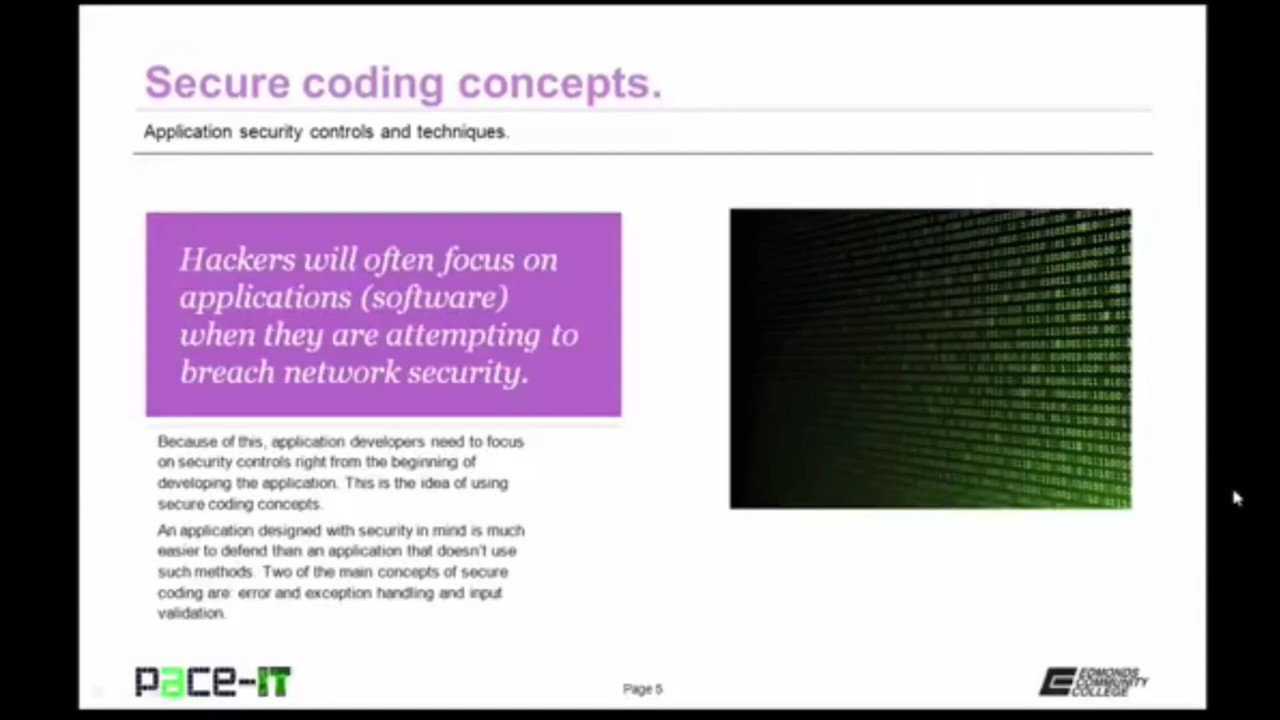 Secure coding concepts.
Application security controls and techniques.
Hackers will often focus on
applications (software)
when they are attempting to
breach network security.
Because of this, application developers need to focus
on security controls right from the beginning of
developing the application. This is the idea of using
secure coding concepts.
An application designed with security in mind is much
easier to defend than an application that doesn't use
such methods. Two of the main concepts of secure
coding are: error and exception handling and input
validation.
pace-IT
Page 5
EDMONDS
COMMUNITY
COLLEGE